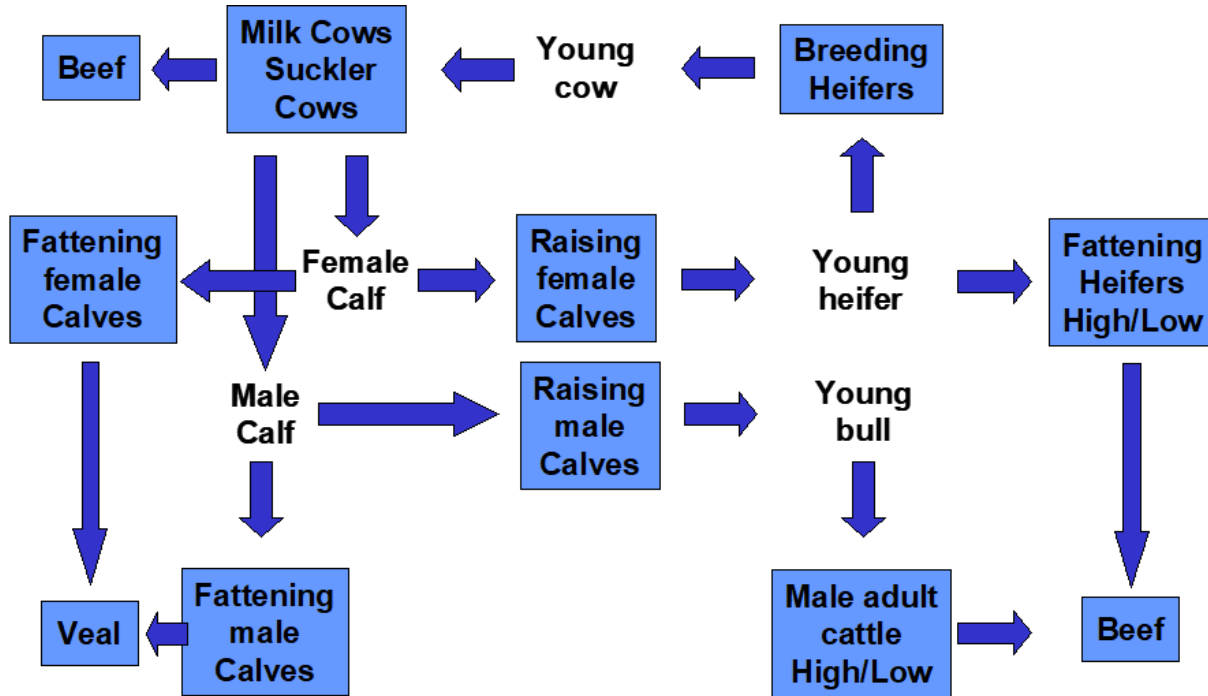 Beef
Milk Cows
Suckler
Cows
Young
cow
Breeding
Heifers
Fattening
female
Calves
Female
Calf
Raising
female
Calves
Young
heifer
Fattening
Heifers
High/Low
Male
Calf
Raising
male
Calves
Young
bull
Veal
Fattening
male
Calves
Male adult
cattle
High/Low
Beef